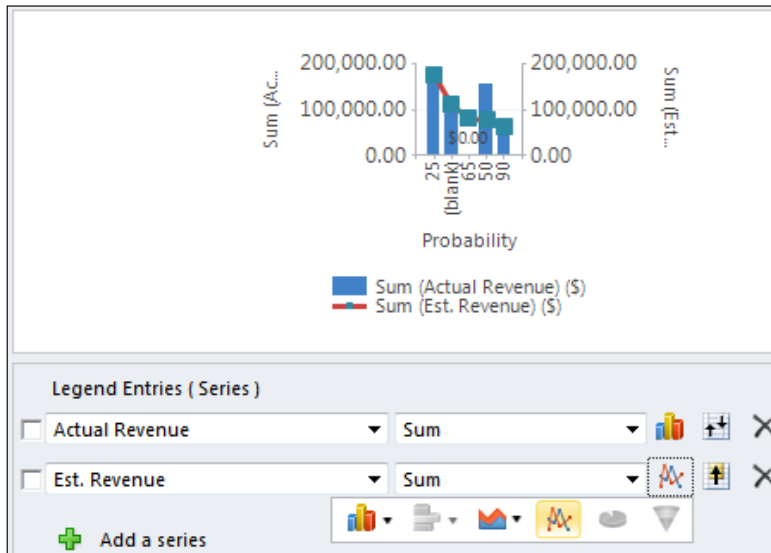 200,000.00
100,000.00
0.00
Sum (Ac...
200,000.00
100,000.00
0.00
Sum (Est...
$0.00
25
(blank)
65
50
90
Probability
Sum (Actual Revenue) ($)
Sum (Est. Revenue) ($)
Legend Entries ( Series )
Actual Revenue Sum
Est. Revenue Sum
Add a series